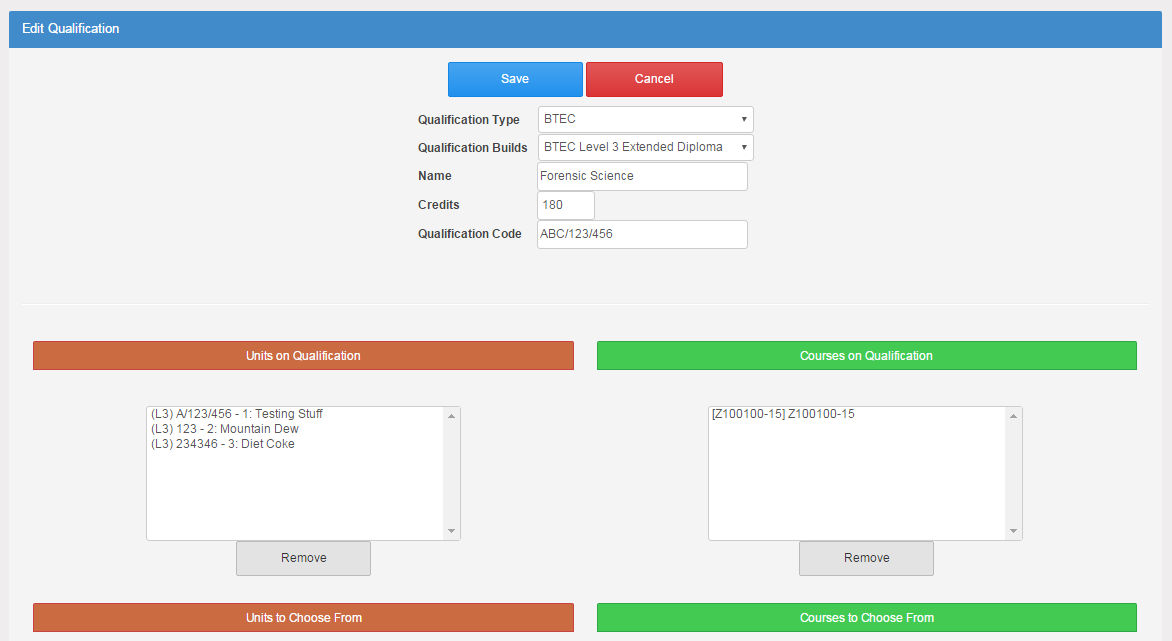 Edit Qualification
Save Cancel
Qualification Type BTEC
Qualification Builds BTEC Level 3 Extended Diploma
Name Forensic Science
Credits 180
Qualification Code ABC/123/456
Units on Qualification
(L3) A/123/456 - 1: Testing Stuff
(L3) 123 - 2: Mountain Dew
(L3) 234346 - 3: Diet Coke
Remove
Courses on Qualification
[Z100100-15] Z100100-15
Remove
Units to Choose From
Courses to Choose From